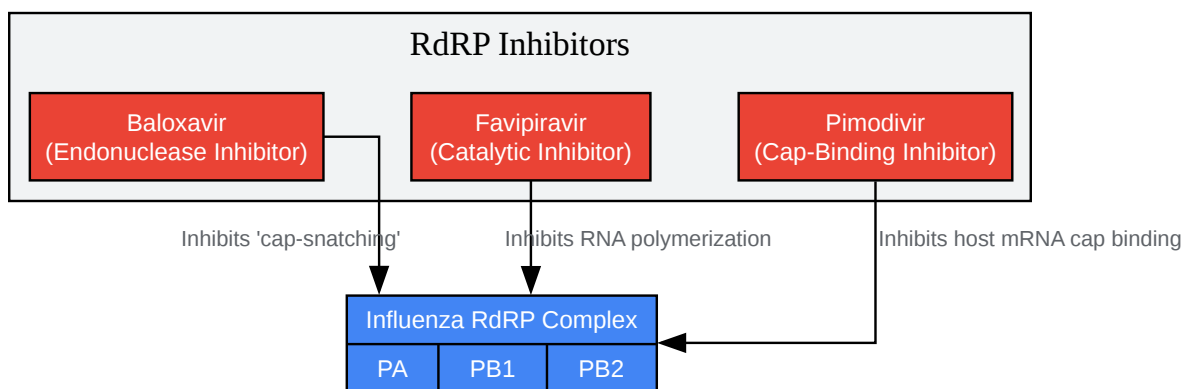 RdRP Inhibitors
Baloxavir
(Endonuclease Inhibitor)
Favipiravir
(Catalytic Inhibitor)
Pimodivir
(Cap-Binding Inhibitor)
Inhibits 'cap-snatching'
Inhibits RNA polymerization
Inhibits host mRNA cap binding
Influenza RdRP Complex
PA
PB1
PB2